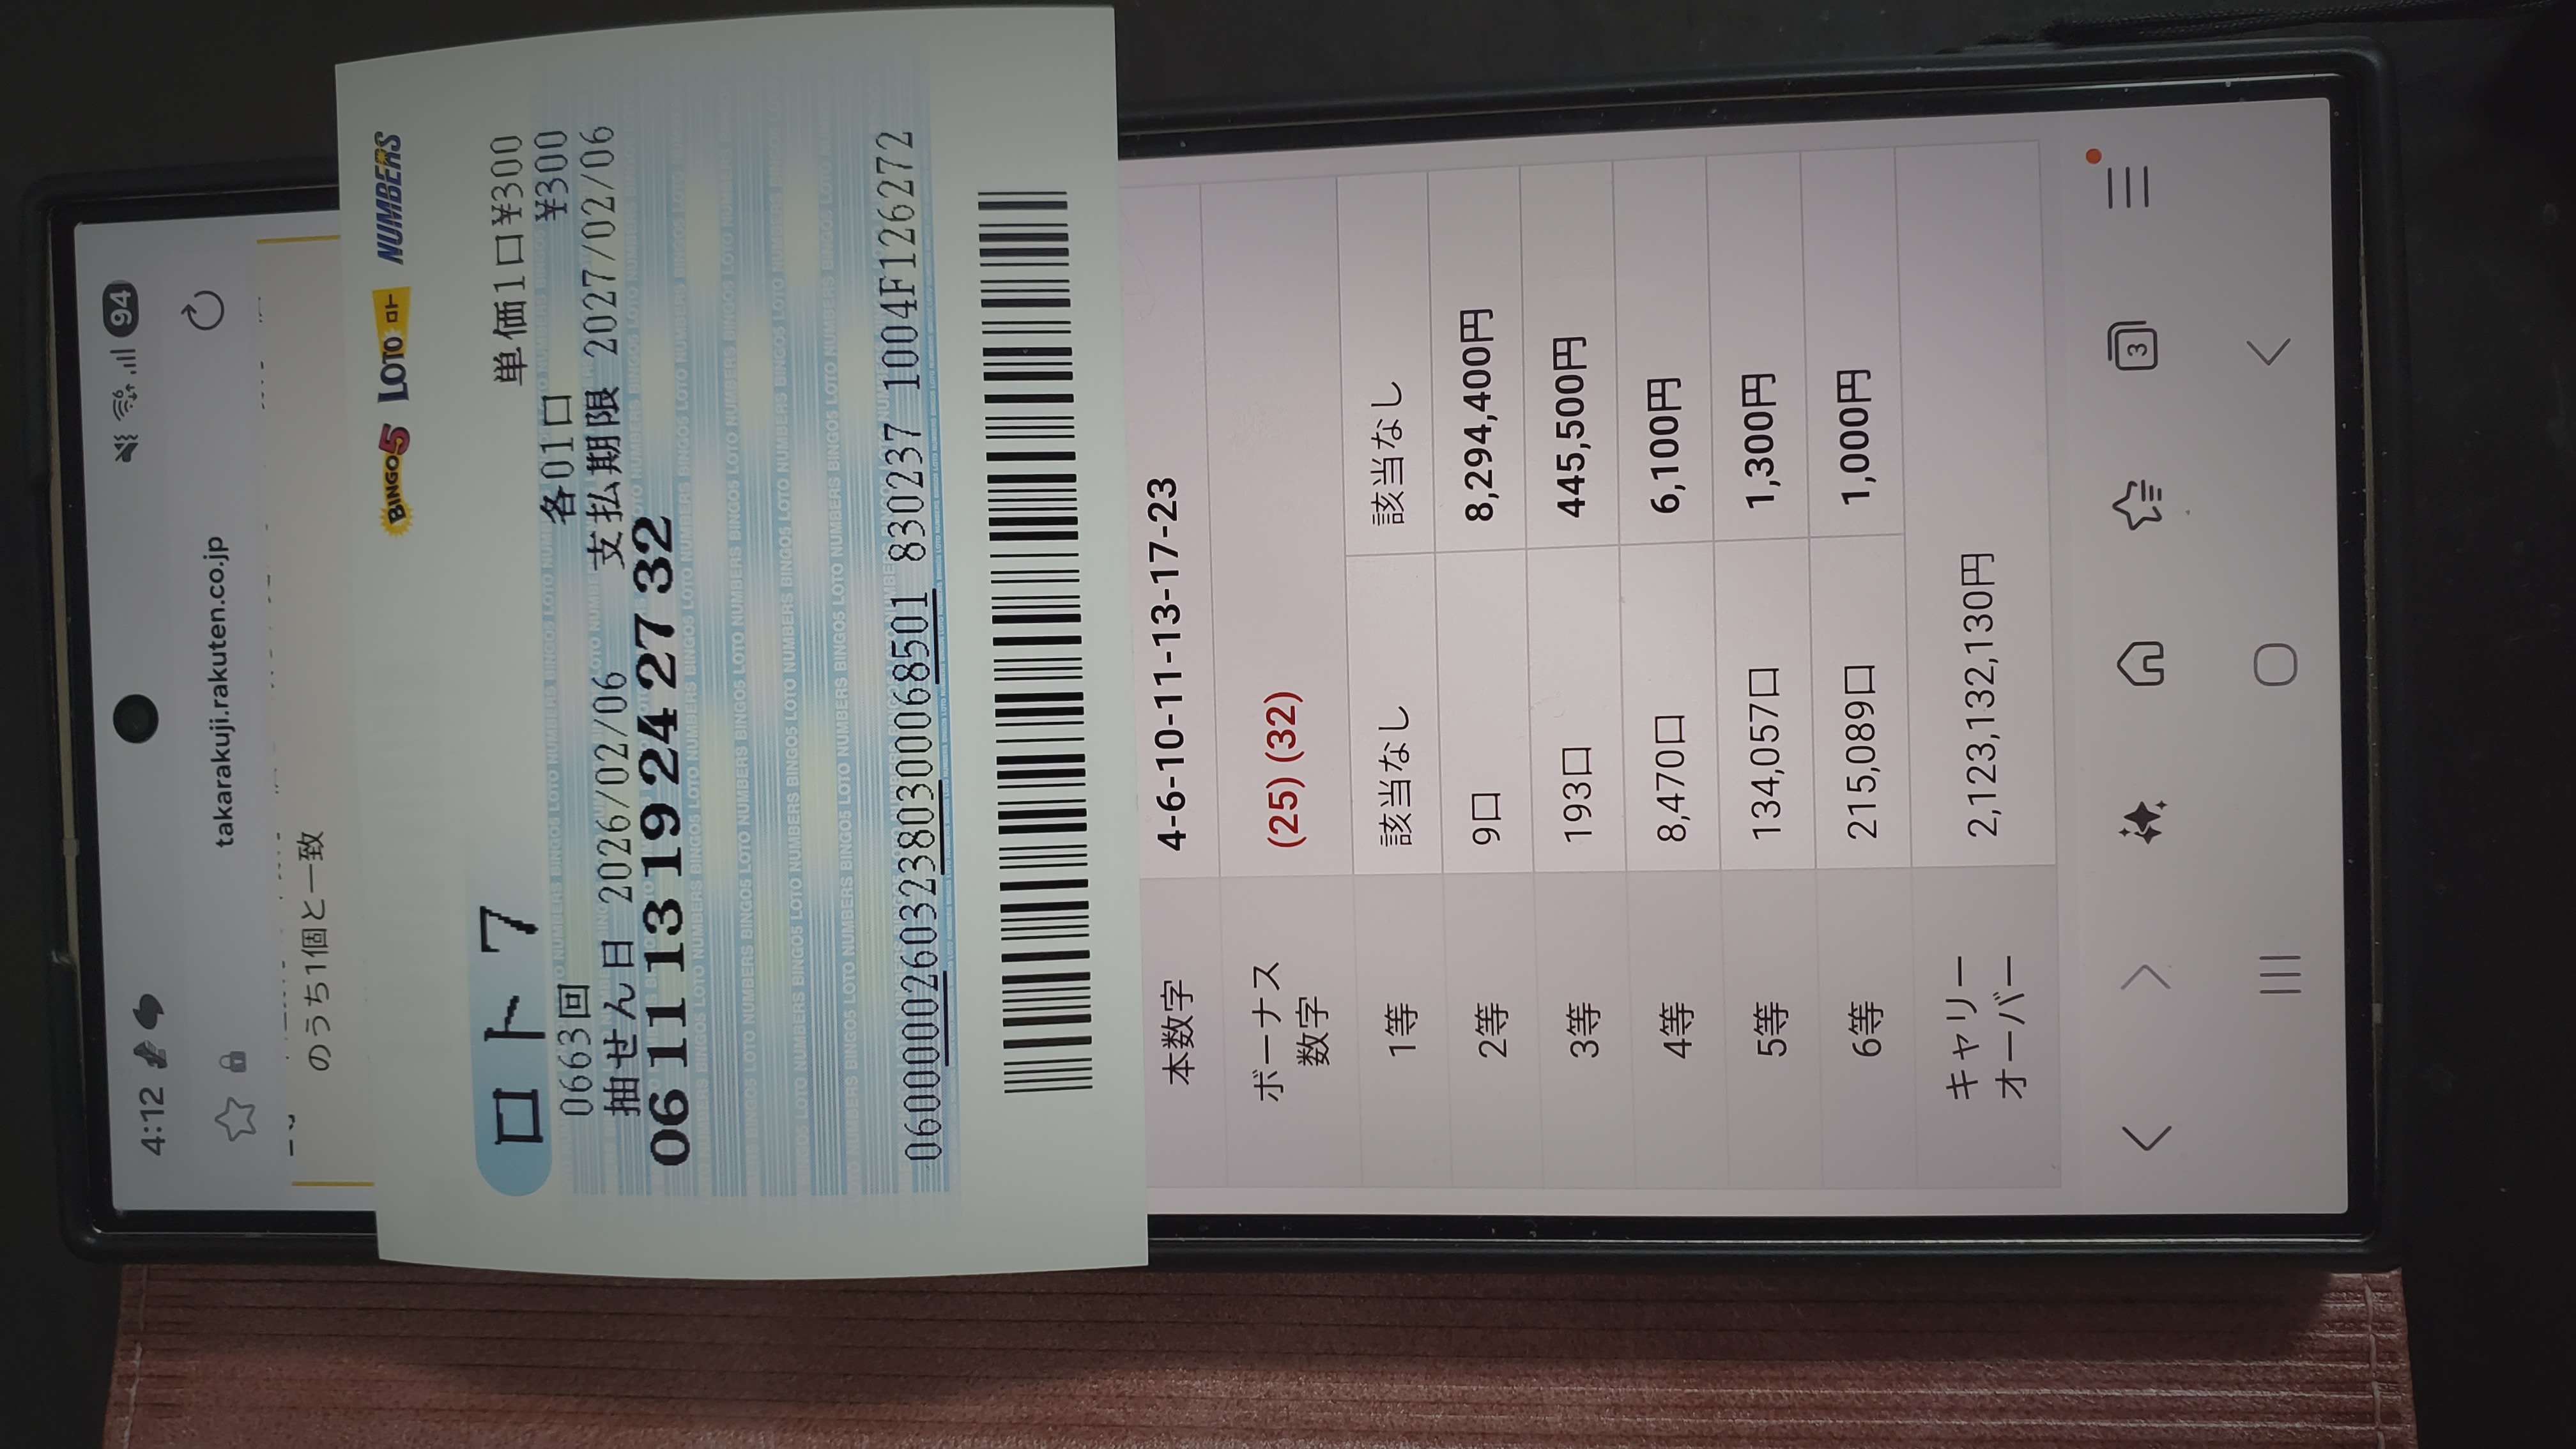 4:12
94
takarakuji.rakuten.co.jp
のうち1個と一致
BINGO5 LOTO ロト NUMBERS
ロト7
単価1口¥300
0663回 各01口 ¥300
抽せん日 2026/02/06 支払期限 2027/02/06
06 11 13 19 24 27 32
060000026032380300068501 830237 1004F126272
本数字 4-6-10-11-13-17-23
ボーナス
数字 (25) (32)
1等 該当なし 該当なし
2等 9口 8,294,400円
3等 193口 445,500円
4等 8,470口 6,100円
5等 134,057口 1,300円
6等 215,089口 1,000円
キャリー
オーバー 2,123,132,130円
3